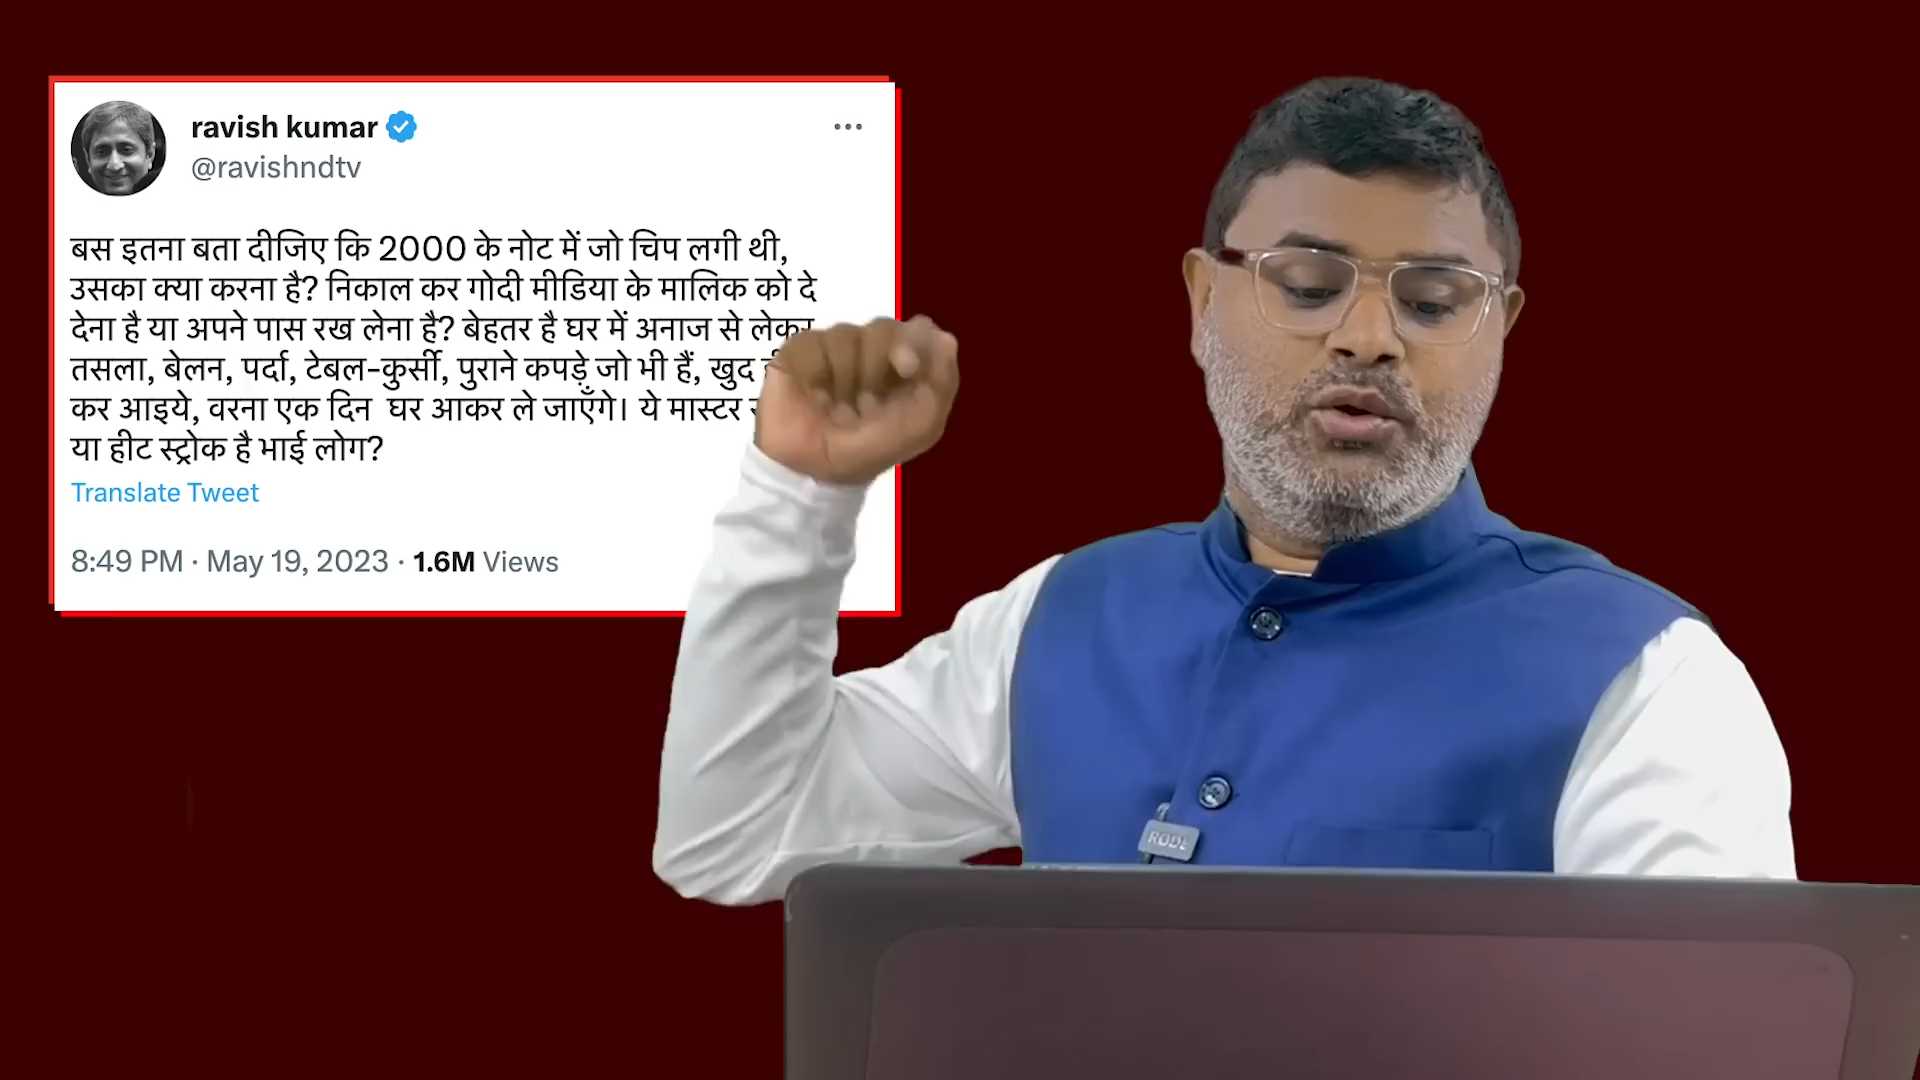 ravish kumar
@ravishndtv
बस इतना बता दीजिए कि 2000 के नोट में जो चिप लगी थी,
उसका क्या करना है? निकाल कर गोदी मीडिया के मालिक को दे
देना है या अपने पास रख लेना है? बेहतर है घर में अनाज से लेकर
तसला, बेलन, पर्दा, टेबल-कुर्सी, पुराने कपड़े जो भी हैं, खुद
कर आइये, वरना एक दिन घर आकर ले जाएँगे। ये मास्टर
या हीट स्ट्रोक है भाई लोग?
Translate Tweet
8:49 PM · May 19, 2023 · 1.6M Views
RODE